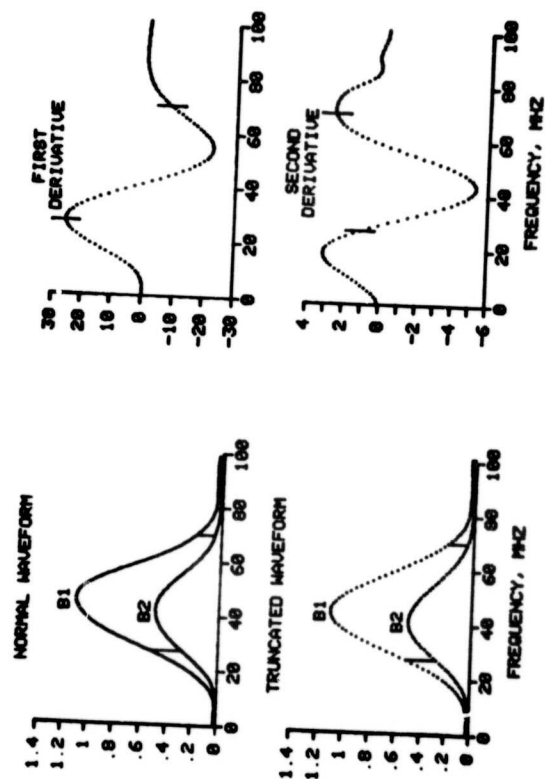 NORMAL WAVEFORM
1.4
1.2
1
.8
.6
.4
.2
0
B1
B2
0 20 40 60 80 100
TRUNCATED WAVEFORM
1.4
1.2
1
.8
.6
.4
.2
0
B1
B2
0 20 40 60 80 100
FREQUENCY, MHZ
FIRST
DERIVATIVE
30
20
10
0
-10
-20
-30
0 20 40 60 80 100
SECOND
DERIVATIVE
4
2
0
-2
-4
-6
0 20 40 60 80 100
FREQUENCY, MHZ